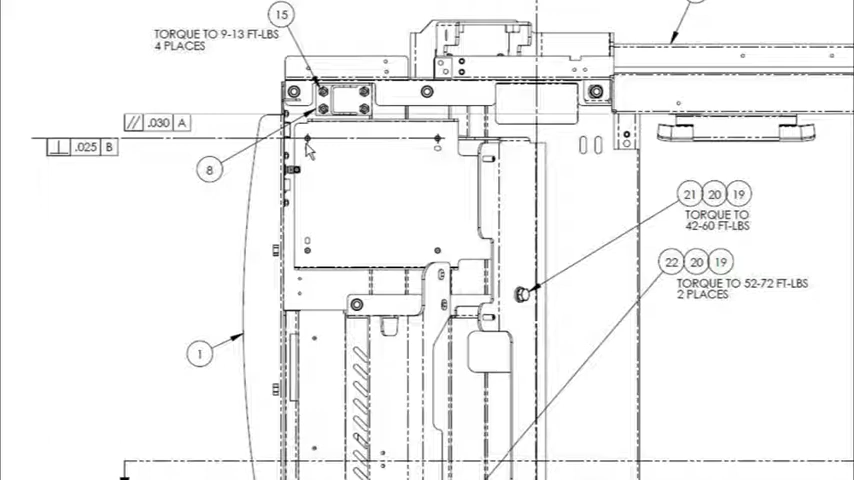 15
TORQUE TO 9-13 FT-LBS
4 PLACES
// .030 A
⊥ .025 B
8
21 20 19
TORQUE TO
42-60 FT-LBS
22 20 19
TORQUE TO 52-72 FT-LBS
2 PLACES
1